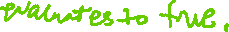 evaluates to true,